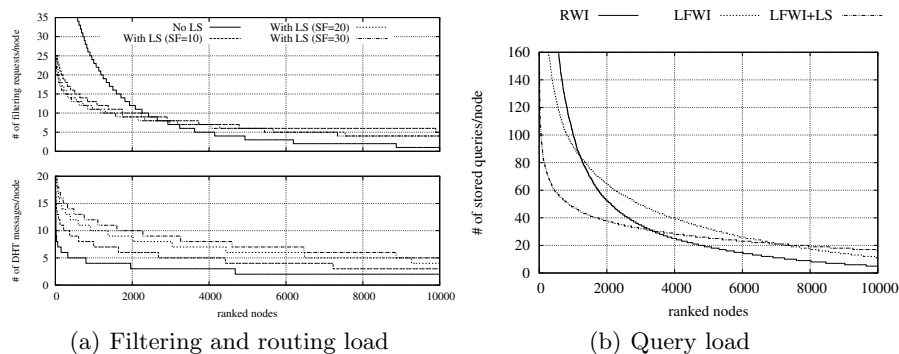 35
30
25
20
15
10
5
0
# of filtering requests/node
No LS
With LS (SF=10)
With LS (SF=20)
With LS (SF=30)
20
15
10
5
0
# of DHT messages/node
0 2000 4000 6000 8000 10000
ranked nodes
(a) Filtering and routing load
RWI LFWI LFWI+LS
160
140
120
100
80
60
40
20
0
# of stored queries/node
0 2000 4000 6000 8000 10000
ranked nodes
(b) Query load